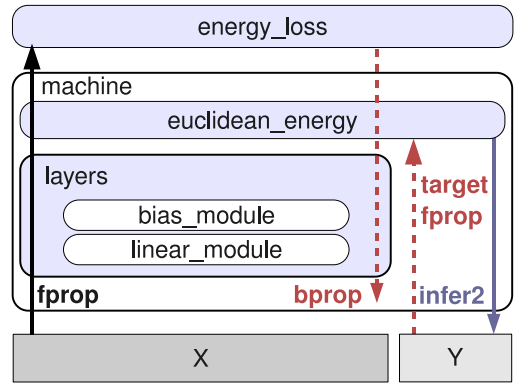 energy_loss
machine
euclidean_energy
layers
bias_module
linear_module
target
fprop
fprop
bprop
infer2
X
Y